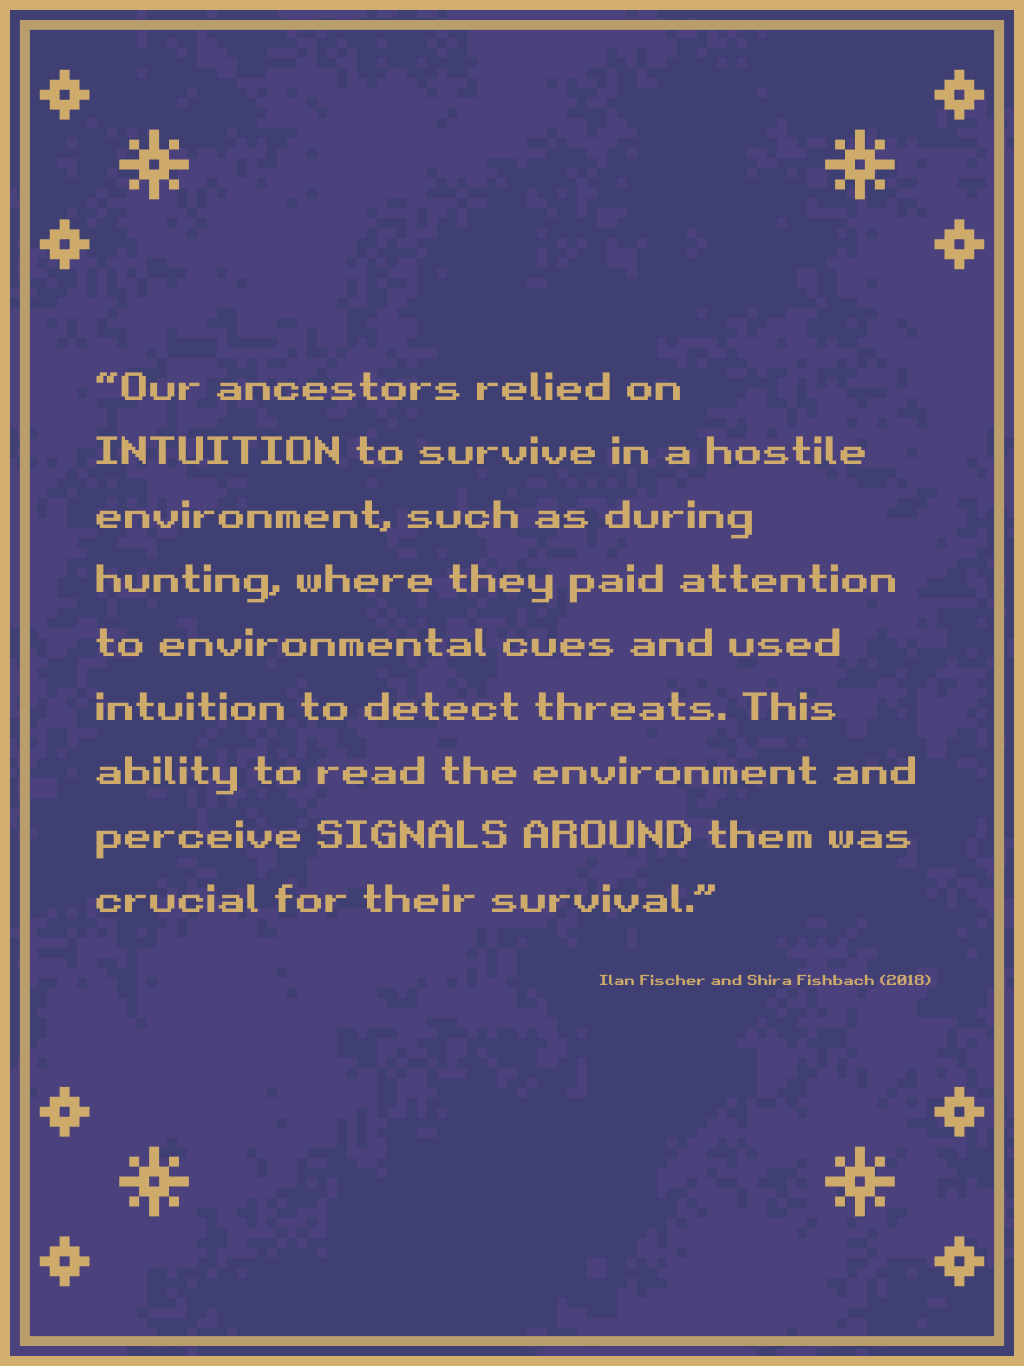 “Our ancestors relied on
INTUITION to survive in a hostile
environment, such as during
hunting, where they paid attention
to environmental cues and used
intuition to detect threats. This
ability to read the environment and
perceive SIGNALS AROUND them was
crucial for their survival.”
Ilan Fischer and Shira Fishbach (2018)